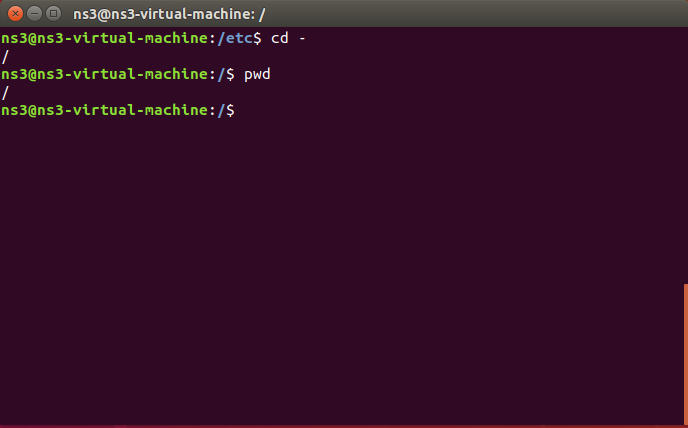 ns3@ns3-virtual-machine: /
ns3@ns3-virtual-machine:/etc$ cd -
/
ns3@ns3-virtual-machine:/$ pwd
/
ns3@ns3-virtual-machine:/$